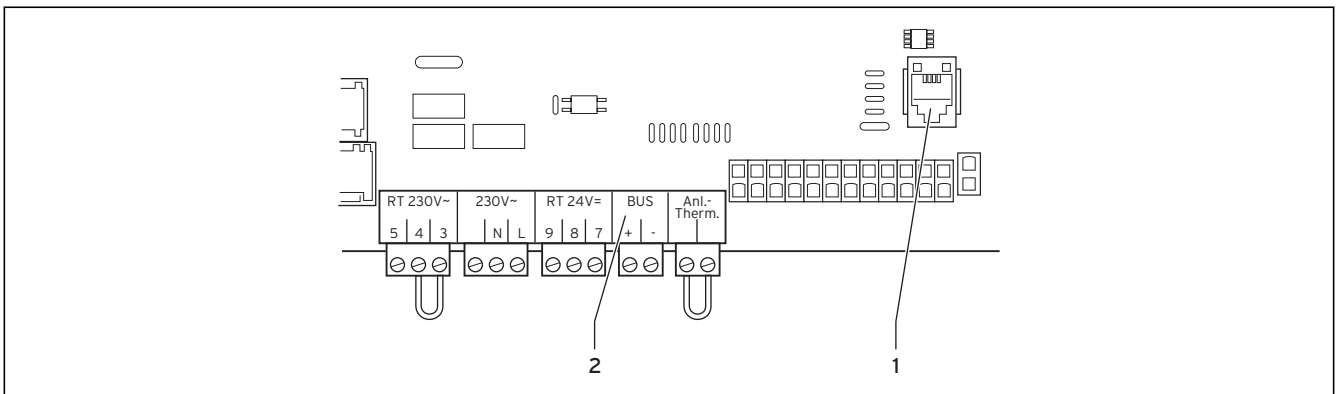 RT 230V~ 230V~ RT 24V= BUS Anl.-
Therm.
5 4 3 N L 9 8 7 + -
2 1